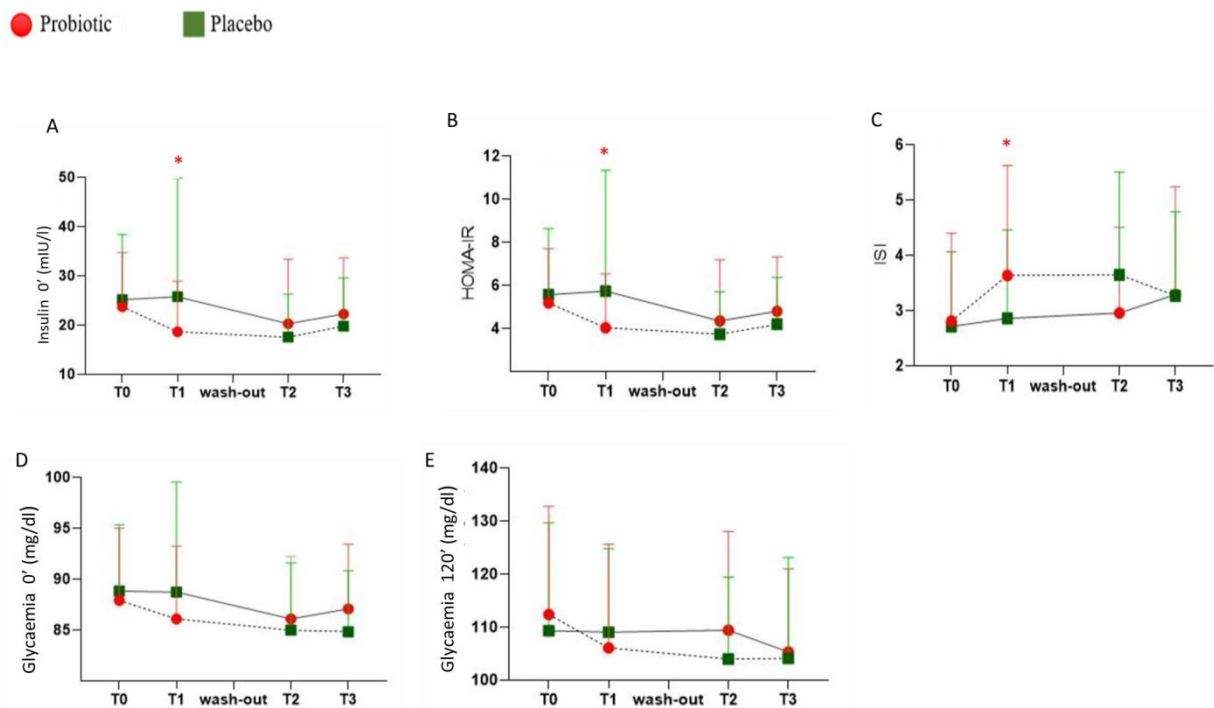 Probiotic Placebo
A
Insulin 0′ (mIU/l)
*
50
40
30
20
10
T0 T1 wash-out T2 T3
B
HOMA-IR
*
12
10
8
6
4
T0 T1 wash-out T2 T3
C
ISI
*
6
5
4
3
2
T0 T1 wash-out T2 T3
D
Glycaemia 0′ (mg/dl)
100
95
90
85
T0 T1 wash-out T2 T3
E
Glycaemia 120′ (mg/dl)
140
130
120
110
100
T0 T1 wash-out T2 T3